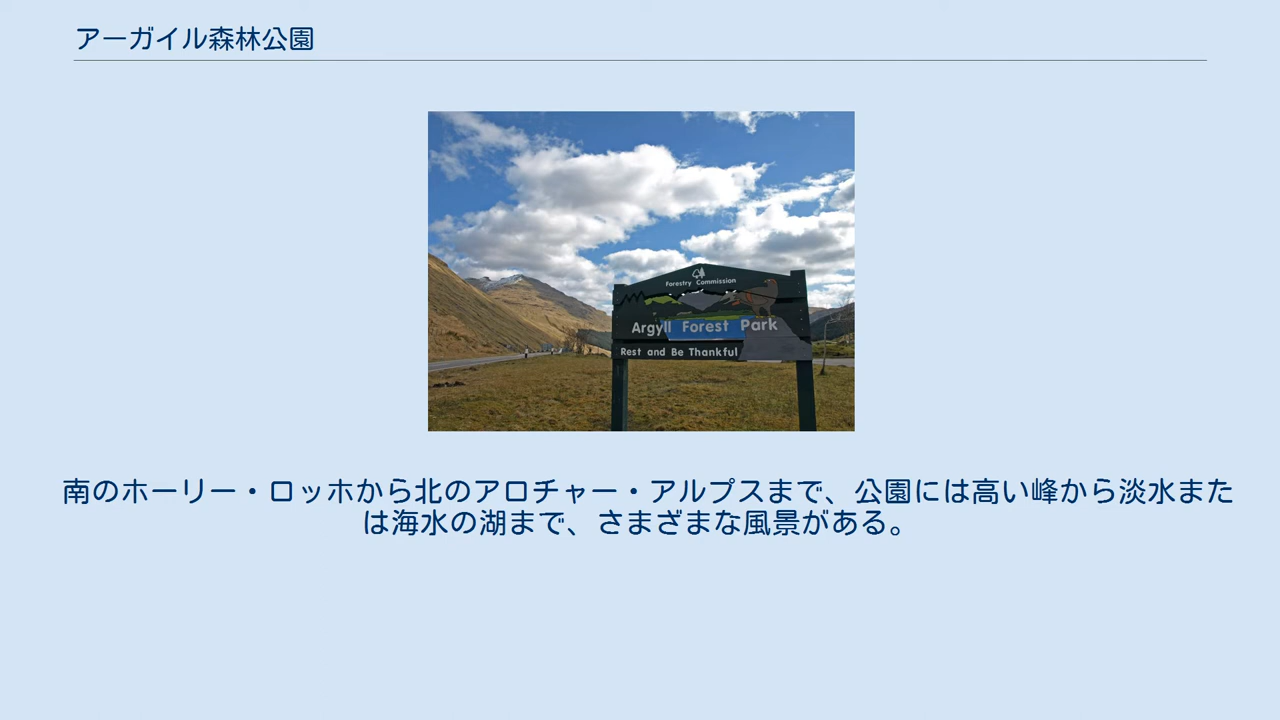 アーガイル森林公園
Forestry Commission
Argyll Forest Park
Rest and Be Thankful
南のホーリー・ロッホから北のアロチャー・アルプスまで、公園には高い峰から淡水また
は海水の湖まで、さまざまな風景がある。